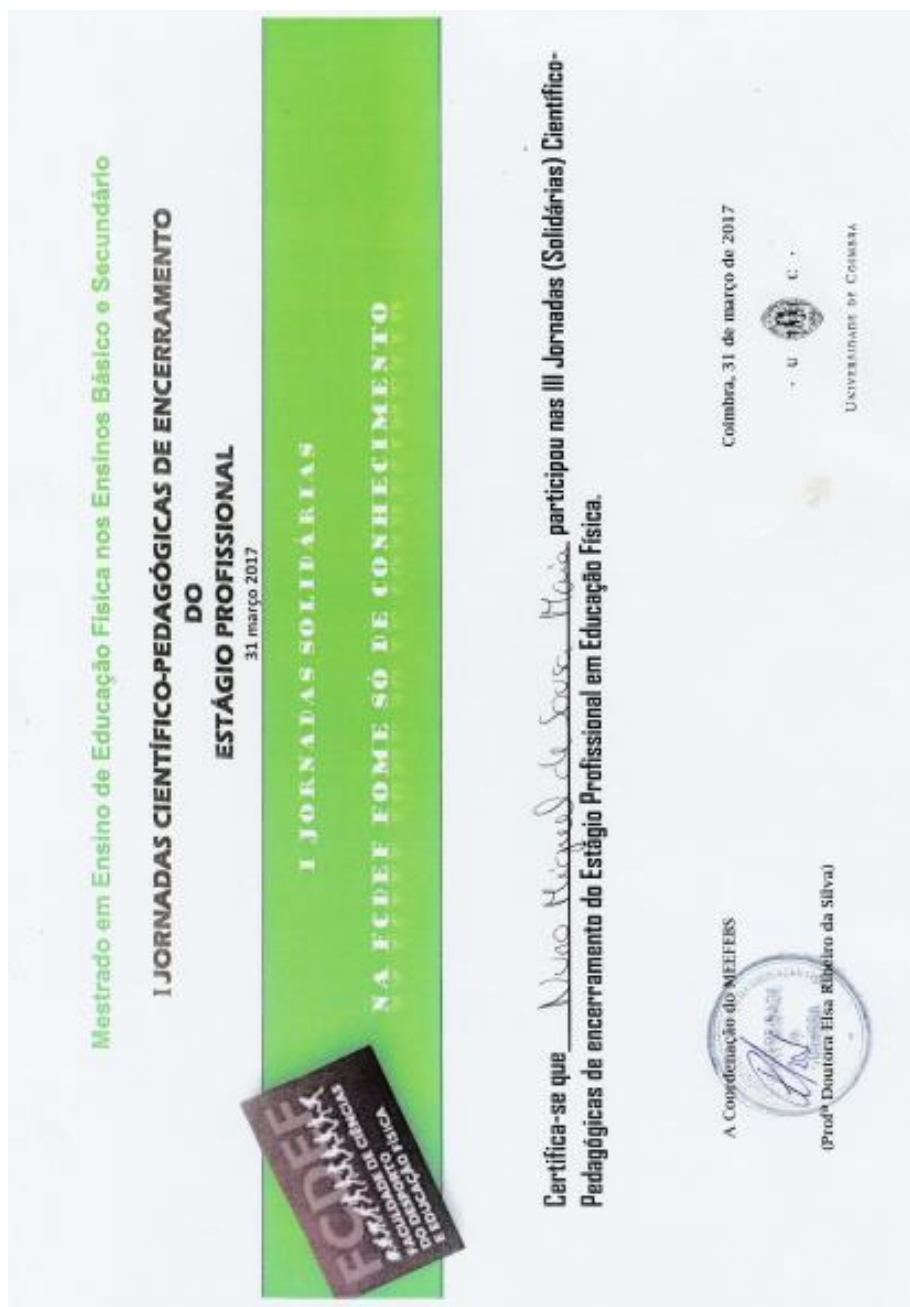 Mestrado em Ensino de Educação Física nos Ensinos Básico e Secundário
I JORNADAS CIENTÍFICO-PEDAGÓGICAS DE ENCERRAMENTO
DO
ESTÁGIO PROFISSIONAL
31 março 2017
I JORNADAS SOLIDÁRIAS
NA FCDEF FOME SÓ DE CONHECIMENTO
FCDEF
FACULDADE DE CIÊNCIAS
DO DESPORTO
E EDUCAÇÃO FÍSICA
Certifica-se que Nuno Miguel de Sousa Maia participou nas III Jornadas (Solidárias) Científico-
Pedagógicas de encerramento do Estágio Profissional em Educação Física.
A Coordenação do MEEFEBS
(Profª Doutora Elsa Ribeiro da Silva)
Coimbra, 31 de março de 2017
· U C ·
UNIVERSIDADE DE COIMBRA